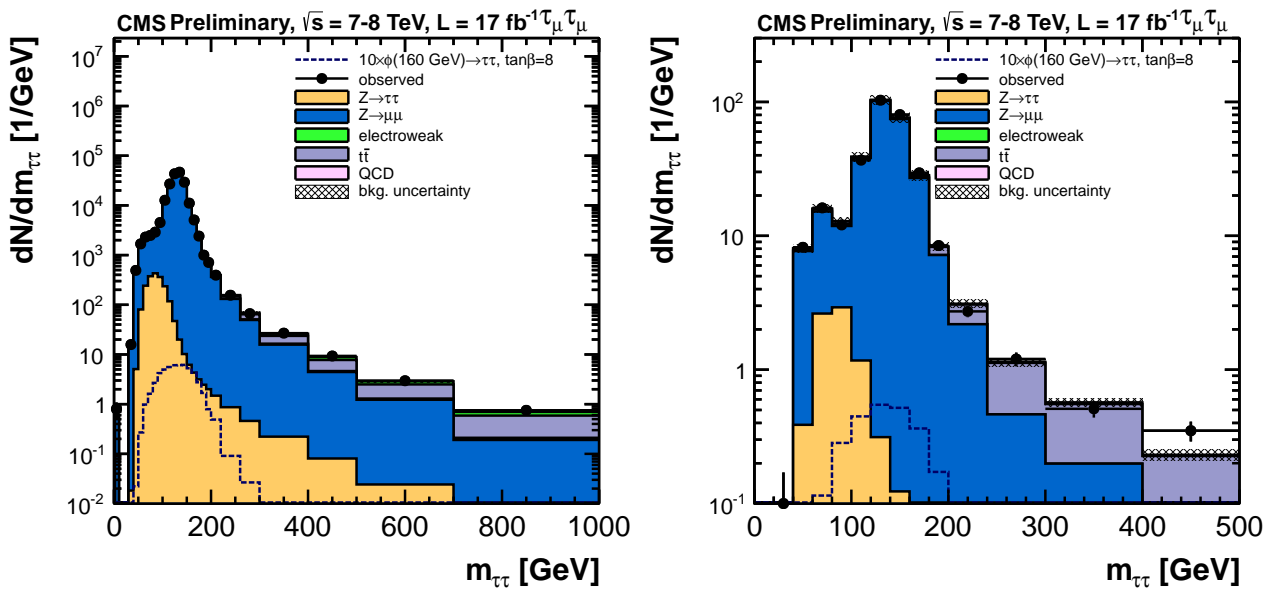 CMS Preliminary, √s = 7-8 TeV, L = 17 fb⁻¹ τμτμ
dN/dm_ττ [1/GeV]
10⁷
10⁶
10⁵
10⁴
10³
10²
10
1
10⁻¹
10⁻²
10×ϕ(160 GeV)→ττ, tanβ=8
observed
Z→ττ
Z→μμ
electroweak
tt̄
QCD
bkg. uncertainty
0 200 400 600 800 1000
m_ττ [GeV]
CMS Preliminary, √s = 7-8 TeV, L = 17 fb⁻¹ τμτμ
dN/dm_ττ [1/GeV]
10²
10
1
10⁻¹
10×ϕ(160 GeV)→ττ, tanβ=8
observed
Z→ττ
Z→μμ
electroweak
tt̄
QCD
bkg. uncertainty
0 100 200 300 400 500
m_ττ [GeV]